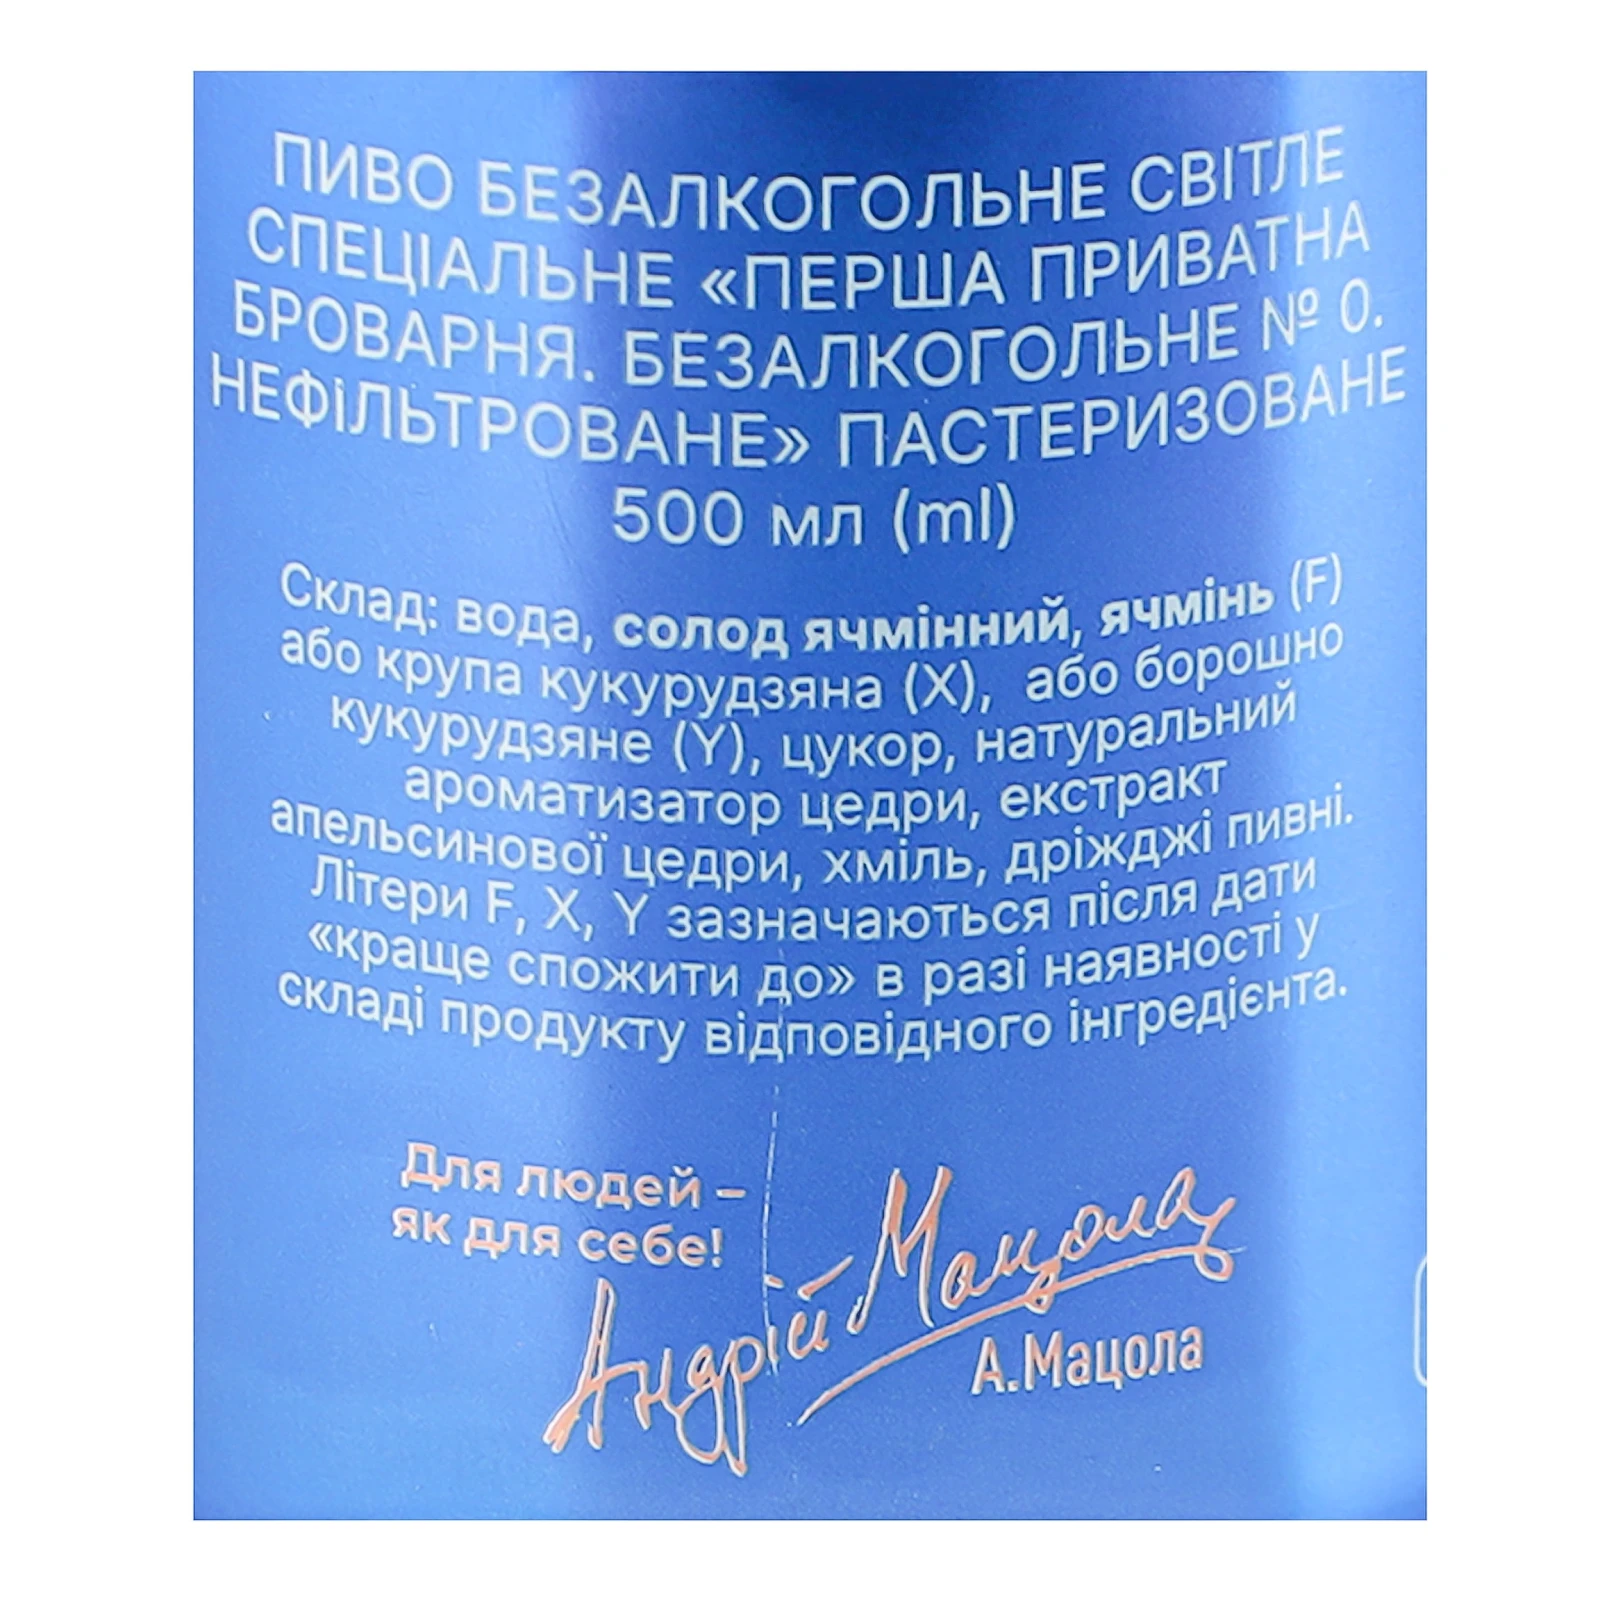 ПИВО БЕЗАЛКОГОЛЬНЕ СВІТЛЕ
СПЕЦІАЛЬНЕ «ПЕРША ПРИВАТНА
БРОВАРНЯ. БЕЗАЛКОГОЛЬНЕ № 0.
НЕФІЛЬТРОВАНЕ» ПАСТЕРИЗОВАНЕ
500 мл (ml)
Склад: вода, солод ячмінний, ячмінь (F)
або крупа кукурудзяна (X), або борошно
кукурудзяне (Y), цукор, натуральний
ароматизатор цедри, екстракт
апельсинової цедри, хміль, дріжджі пивні.
Літери F, X, Y зазначаються після дати
«краще спожити до» в разі наявності у
складі продукту відповідного інгредієнта.
Для людей –
як для себе!
Андрій Мацола
А.Мацола